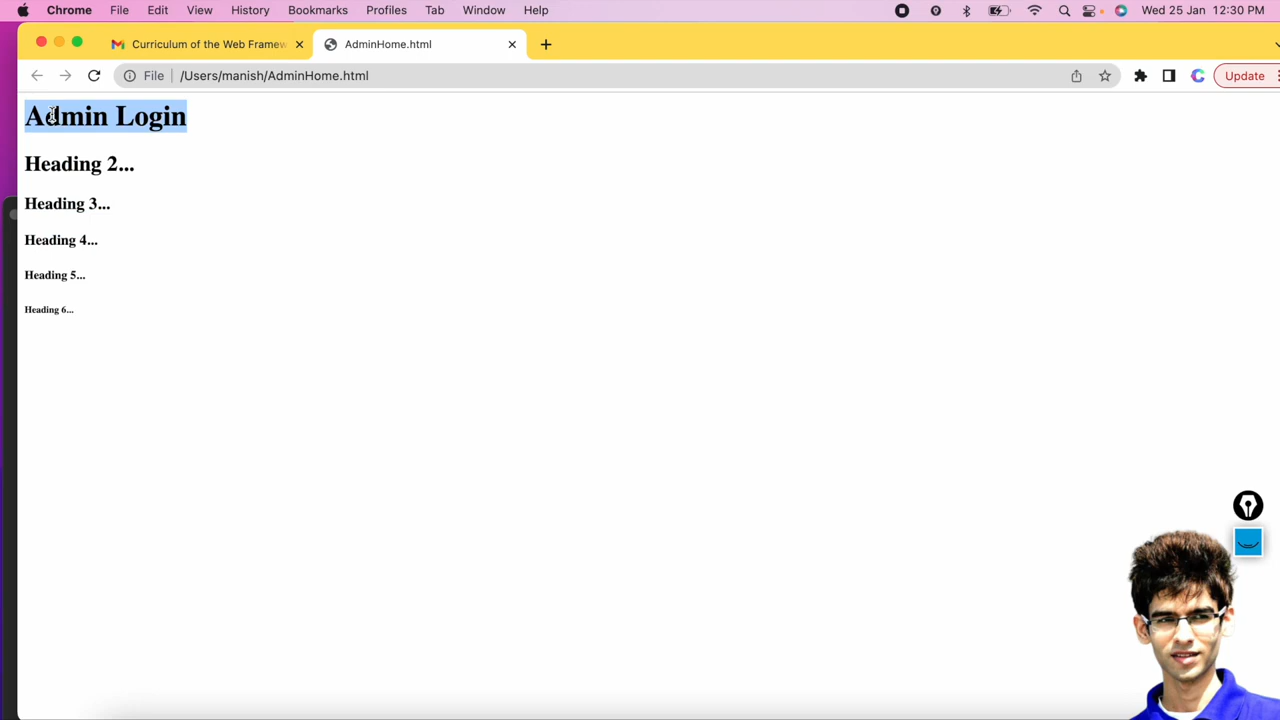 Chrome File Edit View History Bookmarks Profiles Tab Window Help Wed 25 Jan 12:30 PM
Curriculum of the Web Framew AdminHome.html
File /Users/manish/AdminHome.html Update
Admin Login
Heading 2...
Heading 3...
Heading 4...
Heading 5...
Heading 6...